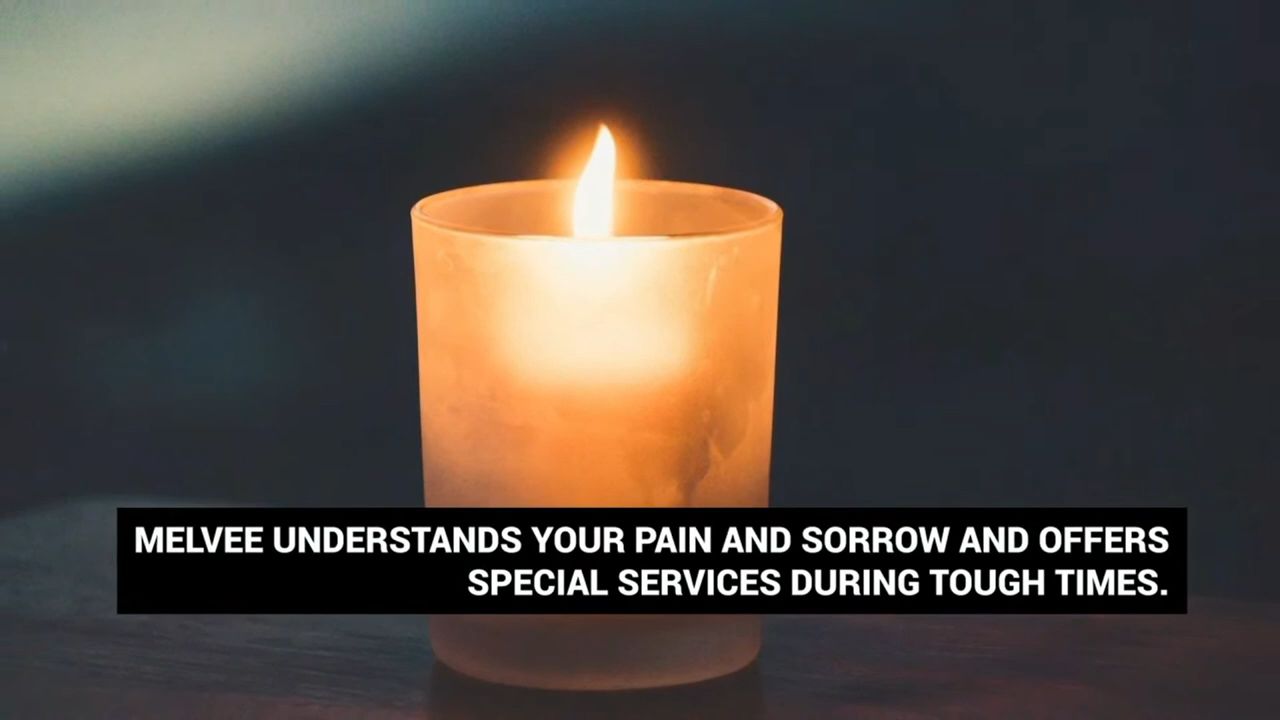 MELVEE UNDERSTANDS YOUR PAIN AND SORROW AND OFFERS
SPECIAL SERVICES DURING TOUGH TIMES.